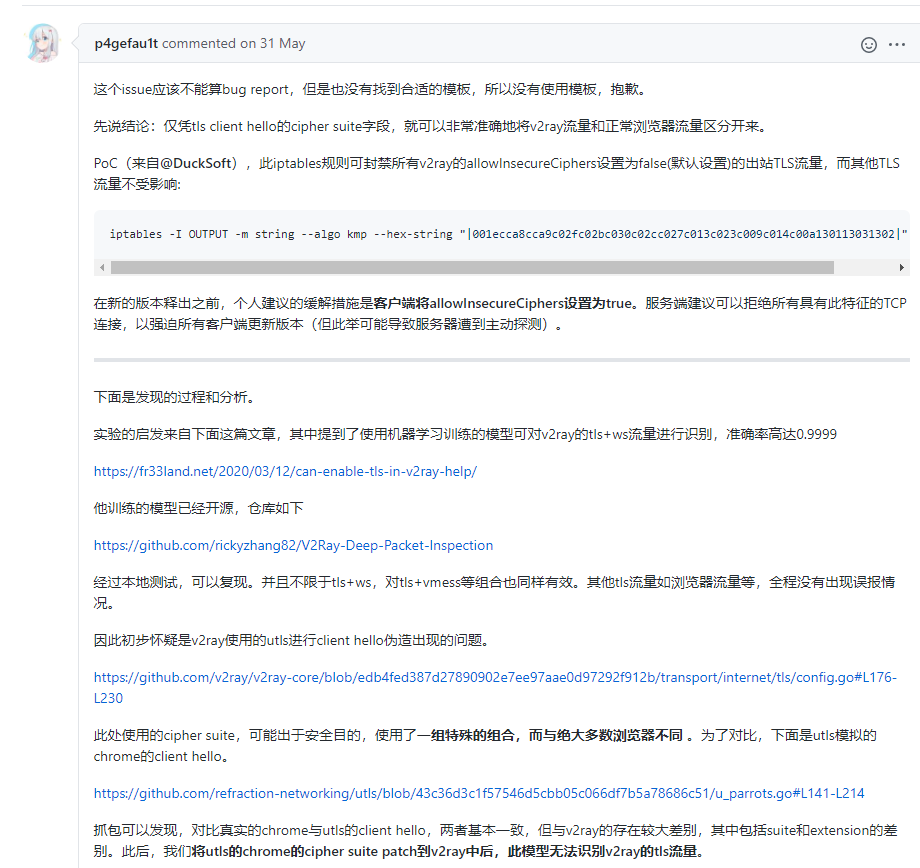 p4gefau1t commented on 31 May
这个issue应该不能算bug report，但是也没有找到合适的模板，所以没有使用模板，抱歉。
先说结论：仅凭tls client hello的cipher suite字段，就可以非常准确地将v2ray流量和正常浏览器流量区分开来。
PoC（来自@DuckSoft），此iptables规则可封禁所有v2ray的allowInsecureCiphers设置为false(默认设置)的出站TLS流量，而其他TLS
流量不受影响:
iptables -I OUTPUT -m string --algo kmp --hex-string "|001ecca8cca9c02fc02bc030c02cc027c013c023c009c014c00a130113031302|"
在新的版本释出之前，个人建议的缓解措施是客户端将allowInsecureCiphers设置为true。服务端建议可以拒绝所有具有此特征的TCP
连接，以强迫所有客户端更新版本（但此举可能导致服务器遭到主动探测）。
下面是发现的过程和分析。
实验的启发来自下面这篇文章，其中提到了使用机器学习训练的模型可对v2ray的tls+ws流量进行识别，准确率高达0.9999
https://fr33land.net/2020/03/12/can-enable-tls-in-v2ray-help/
他训练的模型已经开源，仓库如下
https://github.com/rickyzhang82/V2Ray-Deep-Packet-Inspection
经过本地测试，可以复现。并且不限于tls+ws，对tls+vmess等组合也同样有效。其他tls流量如浏览器流量等，全程没有出现误报情
况。
因此初步怀疑是v2ray使用的utls进行client hello伪造出现的问题。
https://github.com/v2ray/v2ray-core/blob/edb4fed387d27890902e7ee97aae0d97292f912b/transport/internet/tls/config.go#L176-
L230
此处使用的cipher suite，可能出于安全目的，使用了一组特殊的组合，而与绝大多数浏览器不同 。为了对比，下面是utls模拟的
chrome的client hello。
https://github.com/refraction-networking/utls/blob/43c36d3c1f57546d5cbb05c066df7b5a78686c51/u_parrots.go#L141-L214
抓包可以发现，对比真实的chrome与utls的client hello，两者基本一致，但与v2ray的存在较大差别，其中包括suite和extension的差
别。此后，我们将utls的chrome的cipher suite patch到v2ray中后，此模型无法识别v2ray的tls流量。